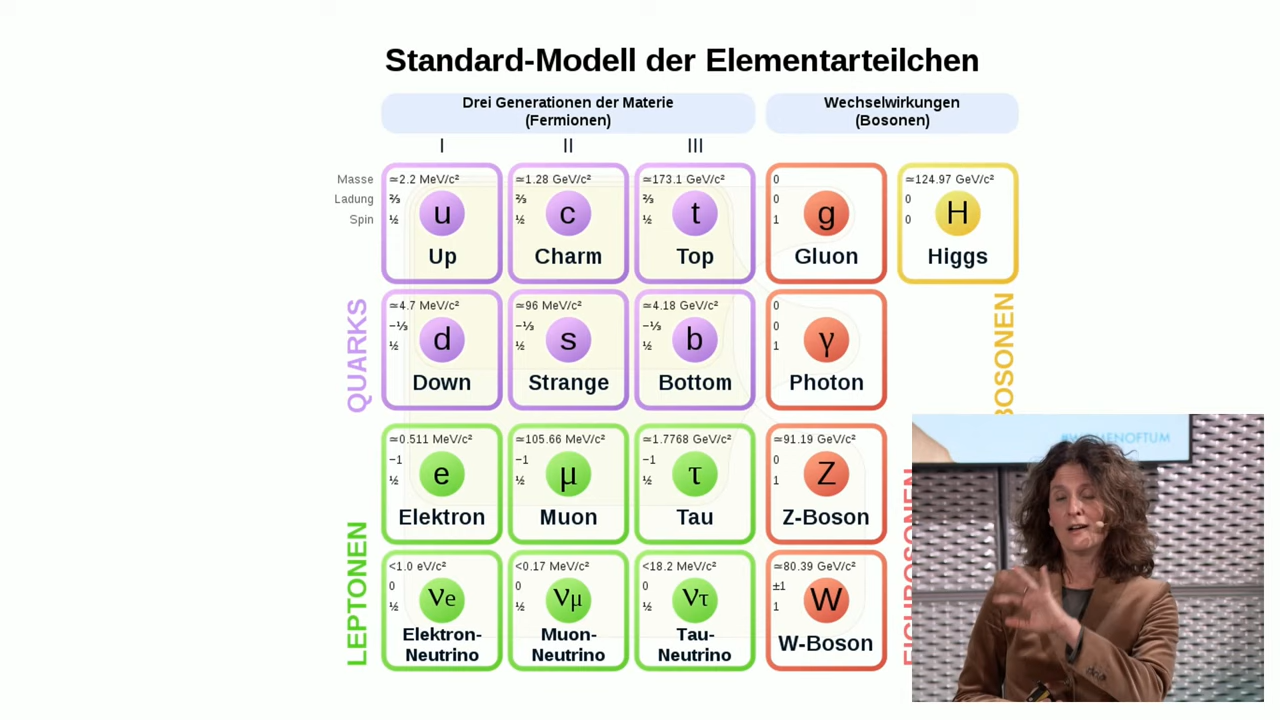 Standard-Modell der Elementarteilchen
Drei Generationen der Materie
(Fermionen)
Wechselwirkungen
(Bosonen)
I
II
III
Masse
Ladung
Spin
≃2.2 MeV/c²
⅔
½
u
Up
≃1.28 GeV/c²
⅔
½
c
Charm
≃173.1 GeV/c²
⅔
½
t
Top
0
0
1
g
Gluon
≃124.97 GeV/c²
0
0
H
Higgs
QUARKS
≃4.7 MeV/c²
−⅓
½
d
Down
≃96 MeV/c²
−⅓
½
s
Strange
≃4.18 GeV/c²
−⅓
½
b
Bottom
0
0
1
γ
Photon
BOSONEN
LEPTONEN
≃0.511 MeV/c²
−1
½
e
Elektron
≃105.66 MeV/c²
−1
½
μ
Muon
≃1.7768 GeV/c²
−1
½
τ
Tau
≃91.19 GeV/c²
0
1
Z
Z-Boson
<1.0 eV/c²
0
½
νe
Elektron-
Neutrino
<0.17 MeV/c²
0
½
νμ
Muon-
Neutrino
<18.2 MeV/c²
0
½
ντ
Tau-
Neutrino
≃80.39 GeV/c²
±1
1
W
W-Boson